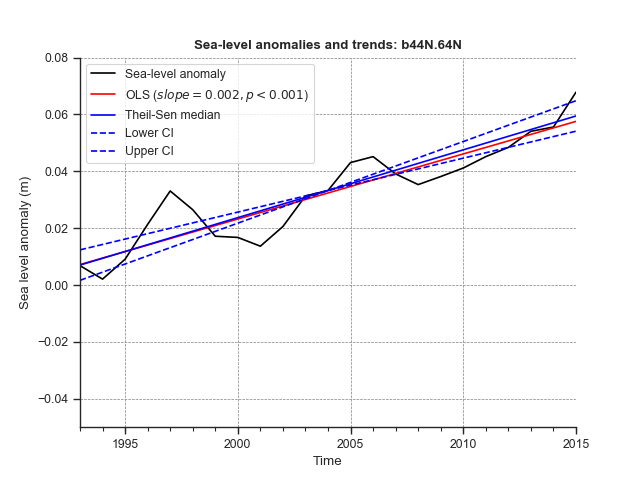 Sea-level anomalies and trends: b44N.64N
0.08
0.06
0.04
0.02
0.00
−0.02
−0.04
Sea level anomaly (m)
Sea-level anomaly
OLS (slope = 0.002, p < 0.001)
Theil-Sen median
Lower CI
Upper CI
1995 2000 2005 2010 2015
Time